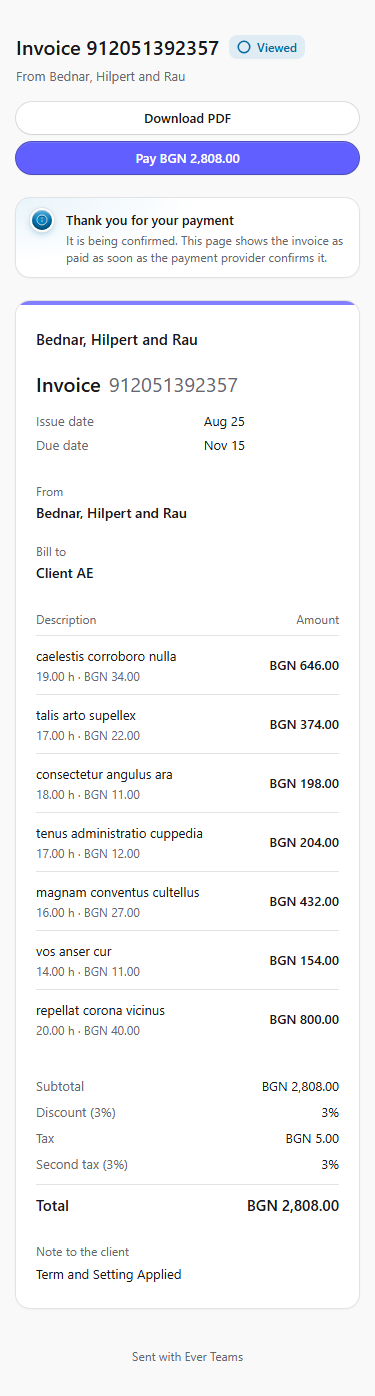 Invoice 912051392357
Viewed
From Bednar, Hilpert and Rau
Download PDF
Pay BGN 2,808.00
Thank you for your payment
It is being confirmed. This page shows the invoice as
paid as soon as the payment provider confirms it.
Bednar, Hilpert and Rau
Invoice 912051392357
Issue date Aug 25
Due date Nov 15
From
Bednar, Hilpert and Rau
Bill to
Client AE
Description Amount
caelestis corroboro nulla
19.00 h · BGN 34.00
BGN 646.00
talis arto supellex
17.00 h · BGN 22.00
BGN 374.00
consectetur angulus ara
18.00 h · BGN 11.00
BGN 198.00
tenus administratio cuppedia
17.00 h · BGN 12.00
BGN 204.00
magnam conventus cultellus
16.00 h · BGN 27.00
BGN 432.00
vos anser cur
14.00 h · BGN 11.00
BGN 154.00
repellat corona vicinus
20.00 h · BGN 40.00
BGN 800.00
Subtotal BGN 2,808.00
Discount (3%) 3%
Tax BGN 5.00
Second tax (3%) 3%
Total BGN 2,808.00
Note to the client
Term and Setting Applied
Sent with Ever Teams